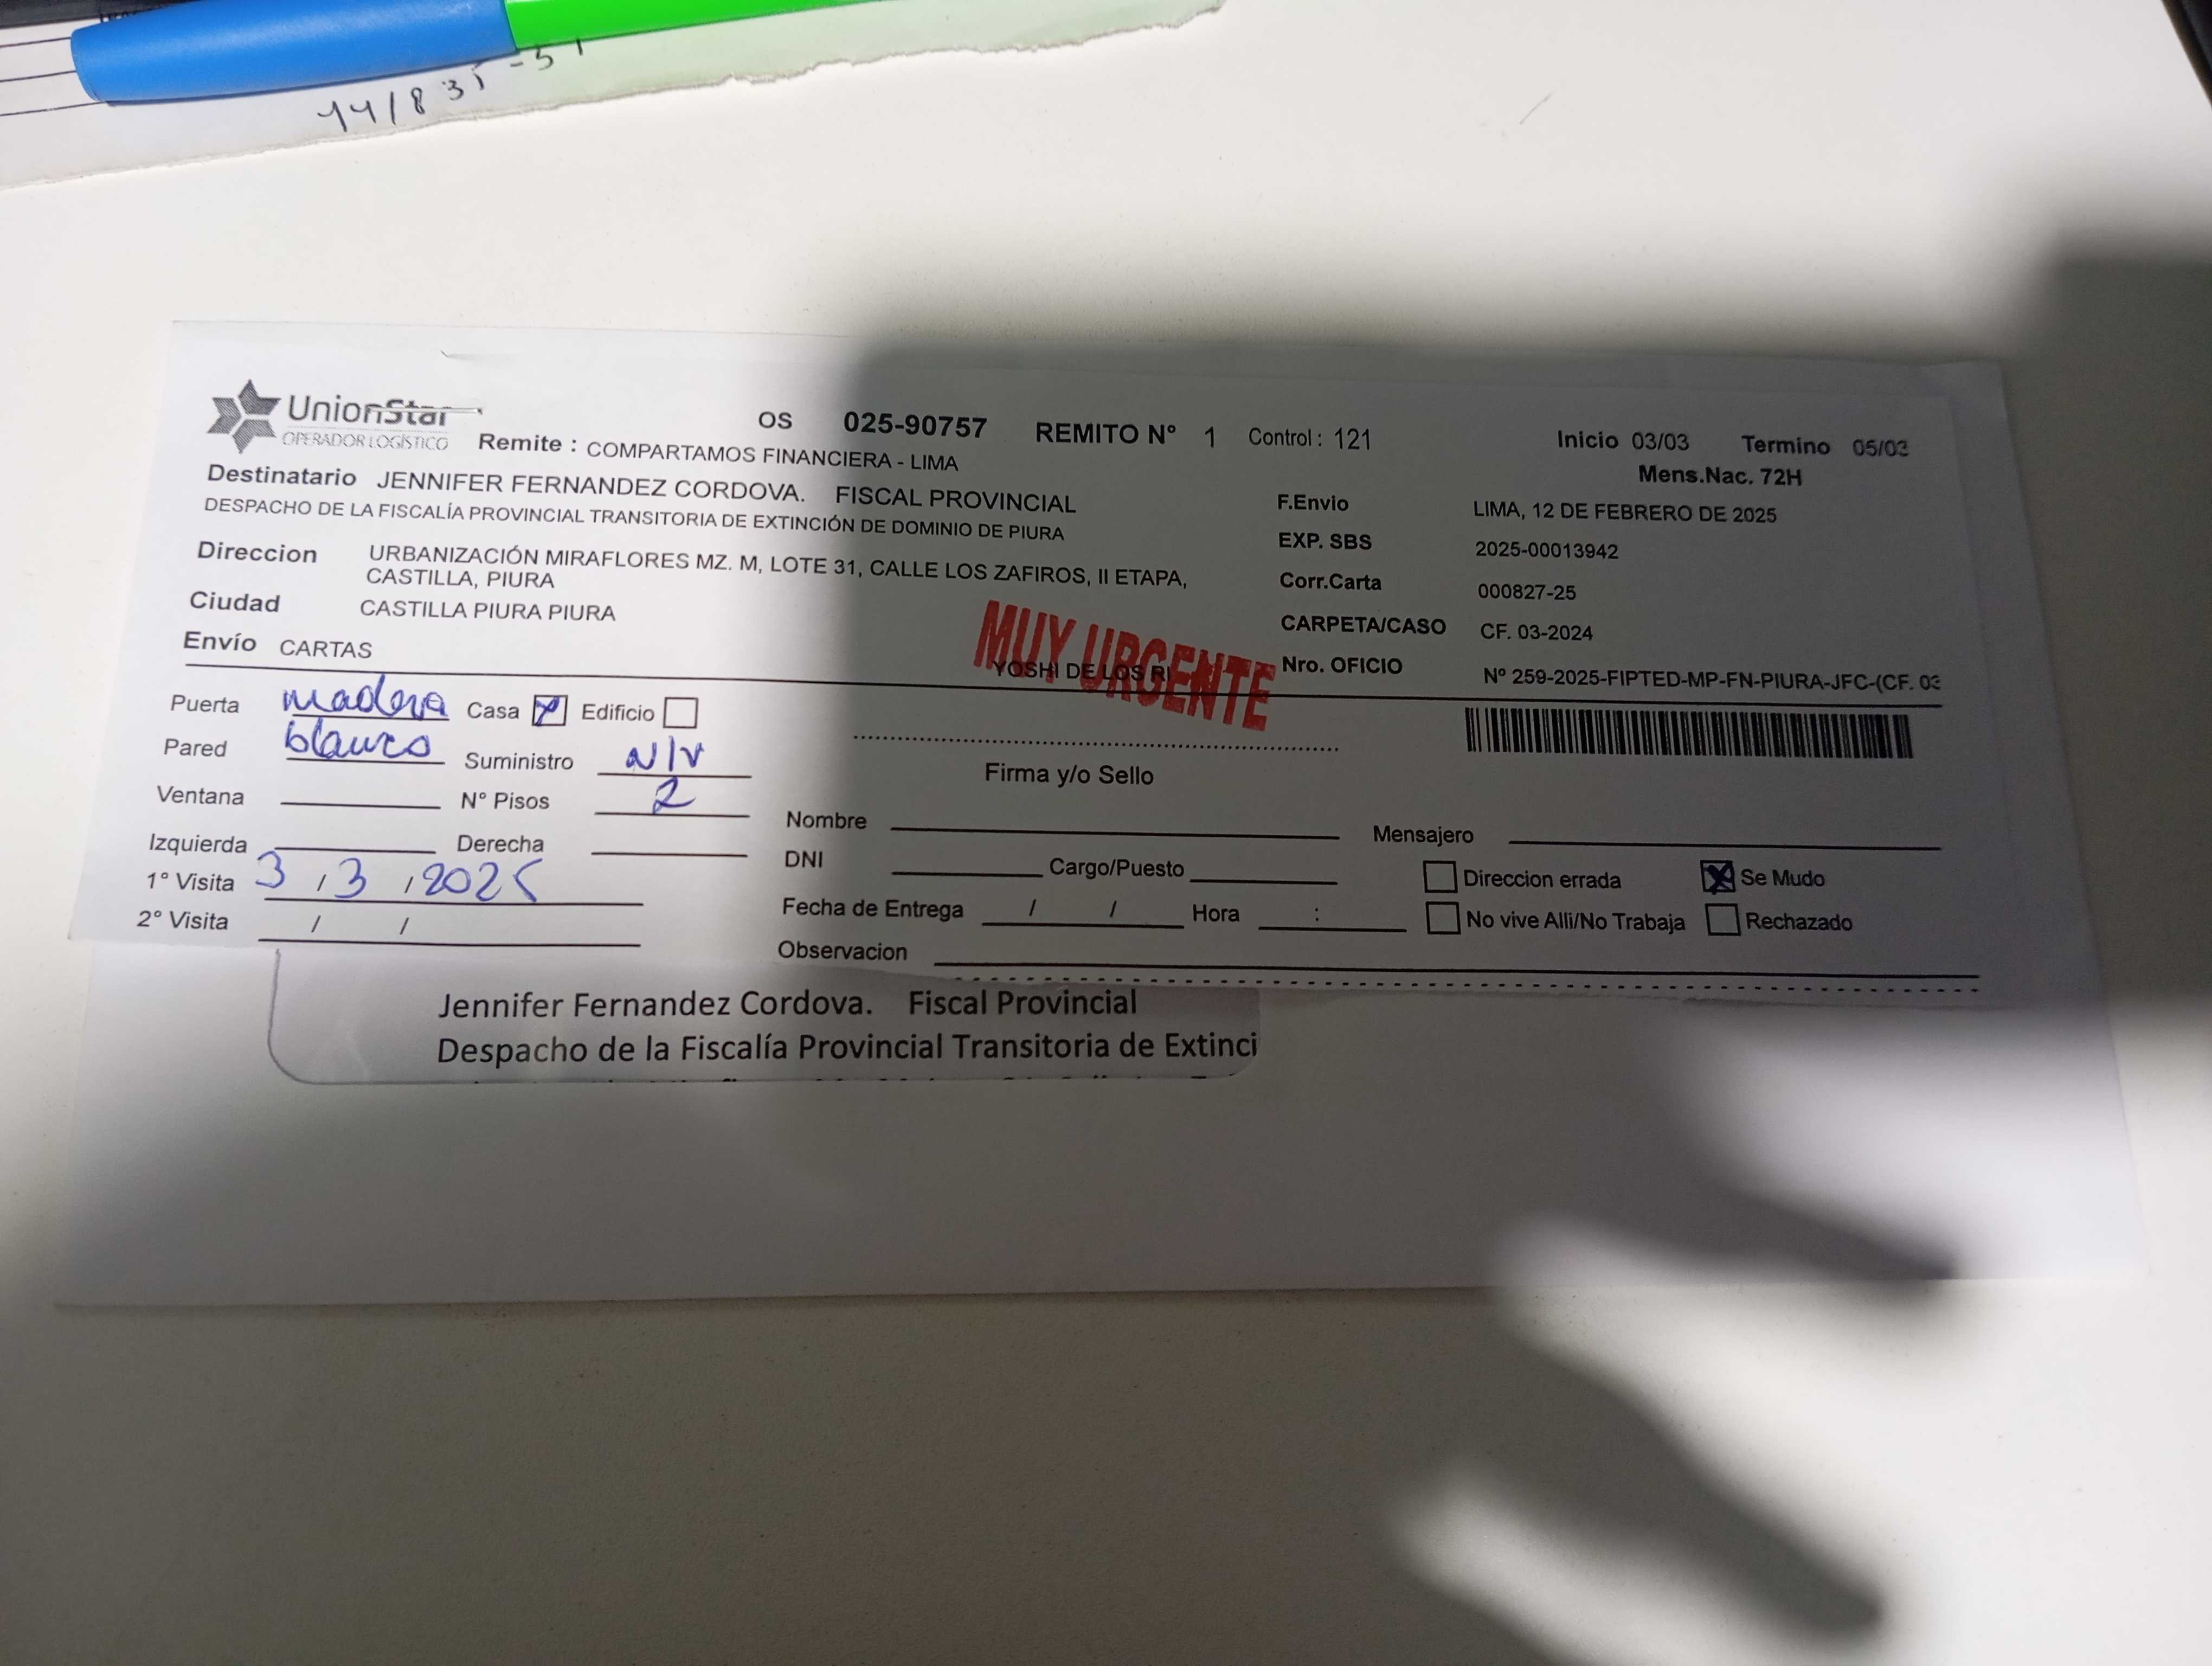 14/831-51
UnionStar
OPERADOR LOGÍSTICO
OS 025-90757 REMITO N° 1 Control : 121 Inicio 03/03 Termino 05/03
Remite : COMPARTAMOS FINANCIERA - LIMA Mens.Nac. 72H
Destinatario JENNIFER FERNANDEZ CORDOVA. FISCAL PROVINCIAL
DESPACHO DE LA FISCALÍA PROVINCIAL TRANSITORIA DE EXTINCIÓN DE DOMINIO DE PIURA
Direccion URBANIZACIÓN MIRAFLORES MZ. M, LOTE 31, CALLE LOS ZAFIROS, II ETAPA,
CASTILLA, PIURA
Ciudad CASTILLA PIURA PIURA
Envío CARTAS
F.Envio LIMA, 12 DE FEBRERO DE 2025
EXP. SBS 2025-00013942
Corr.Carta 000827-25
CARPETA/CASO CF. 03-2024
Nro. OFICIO Nº 259-2025-FIPTED-MP-FN-PIURA-JFC-(CF. 03
MUY URGENTE
YOSHI DE LOS RI
Puerta madera Casa X Edificio
Pared blanco Suministro N/V
Ventana N° Pisos 2
Izquierda Derecha
1° Visita 3 / 3 / 2025
2° Visita / /
Firma y/o Sello
Nombre Mensajero
DNI Cargo/Puesto
Direccion errada X Se Mudo
Fecha de Entrega / / Hora :
No vive Alli/No Trabaja Rechazado
Observacion
Jennifer Fernandez Cordova. Fiscal Provincial
Despacho de la Fiscalía Provincial Transitoria de Extinci